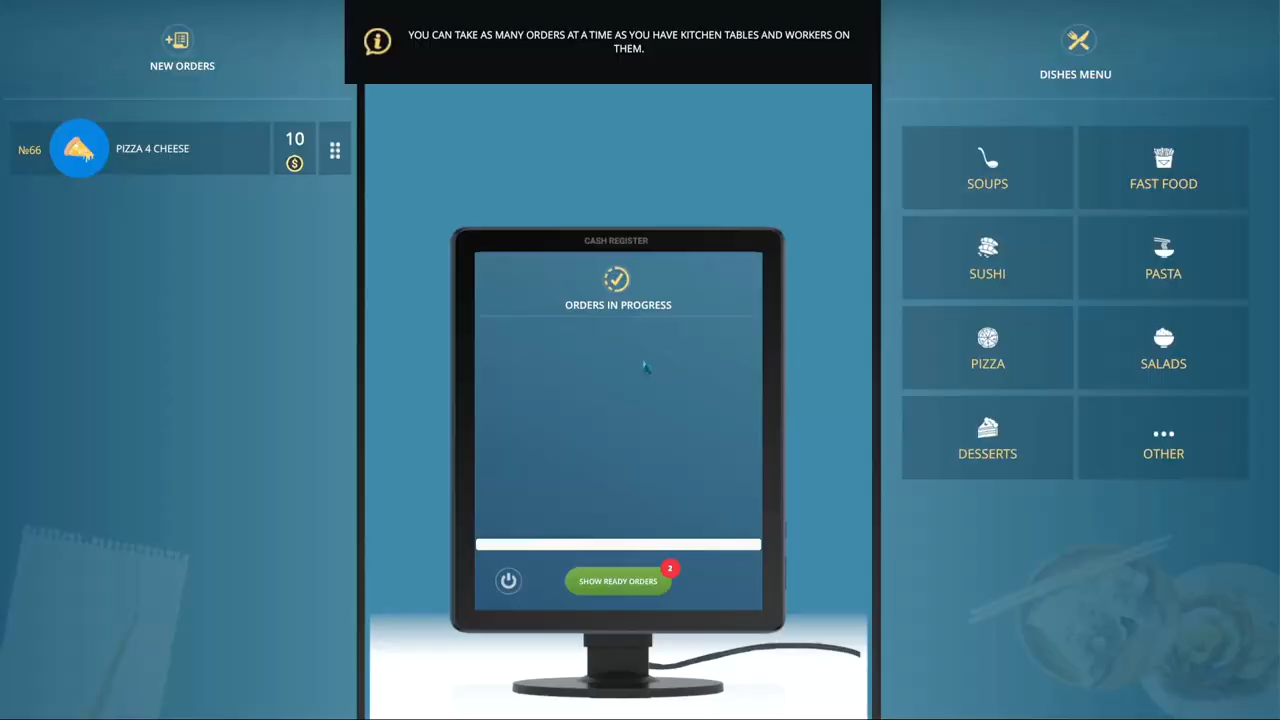 NEW ORDERS
№66
PIZZA 4 CHEESE
10
YOU CAN TAKE AS MANY ORDERS AT A TIME AS YOU HAVE KITCHEN TABLES AND WORKERS ON
THEM.
CASH REGISTER
ORDERS IN PROGRESS
SHOW READY ORDERS
2
DISHES MENU
SOUPS
FAST FOOD
SUSHI
PASTA
PIZZA
SALADS
DESSERTS
OTHER